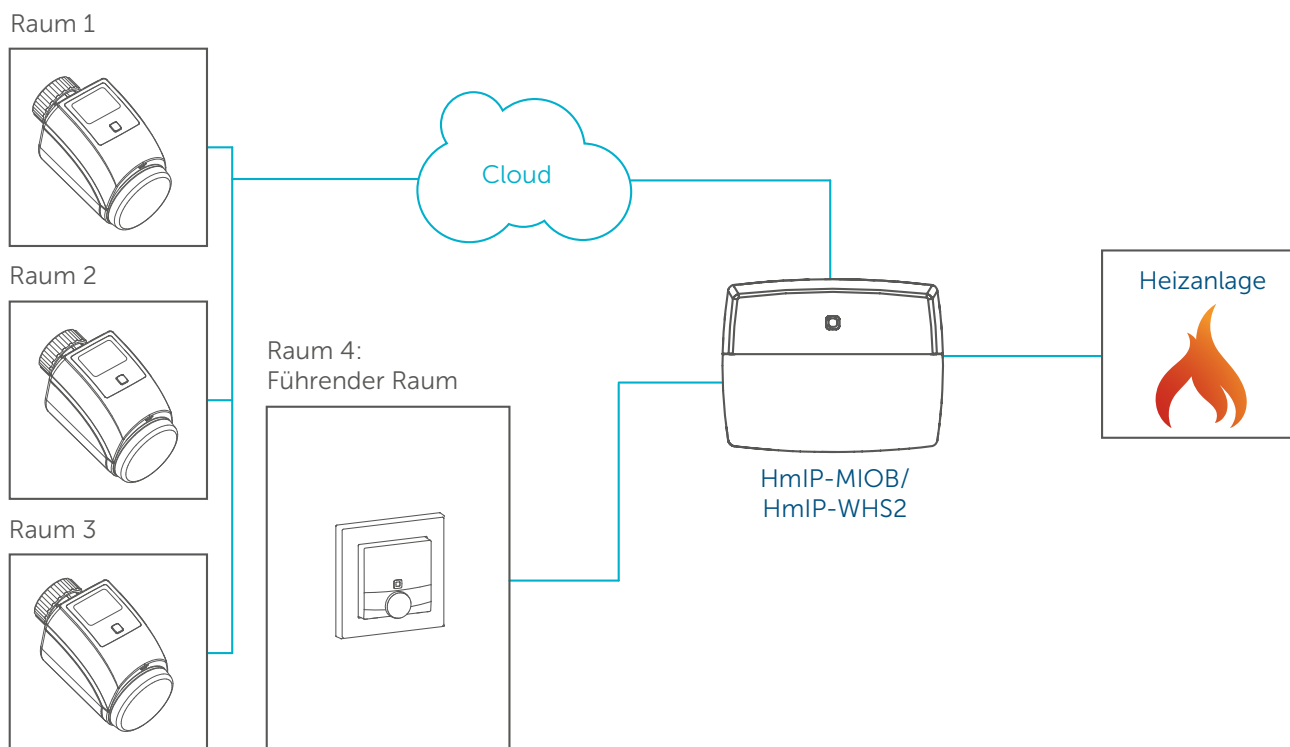 Raum 1
Cloud
Raum 2
Heizanlage
Raum 4:
Führender Raum
HmIP-MIOB/
HmIP-WHS2
Raum 3